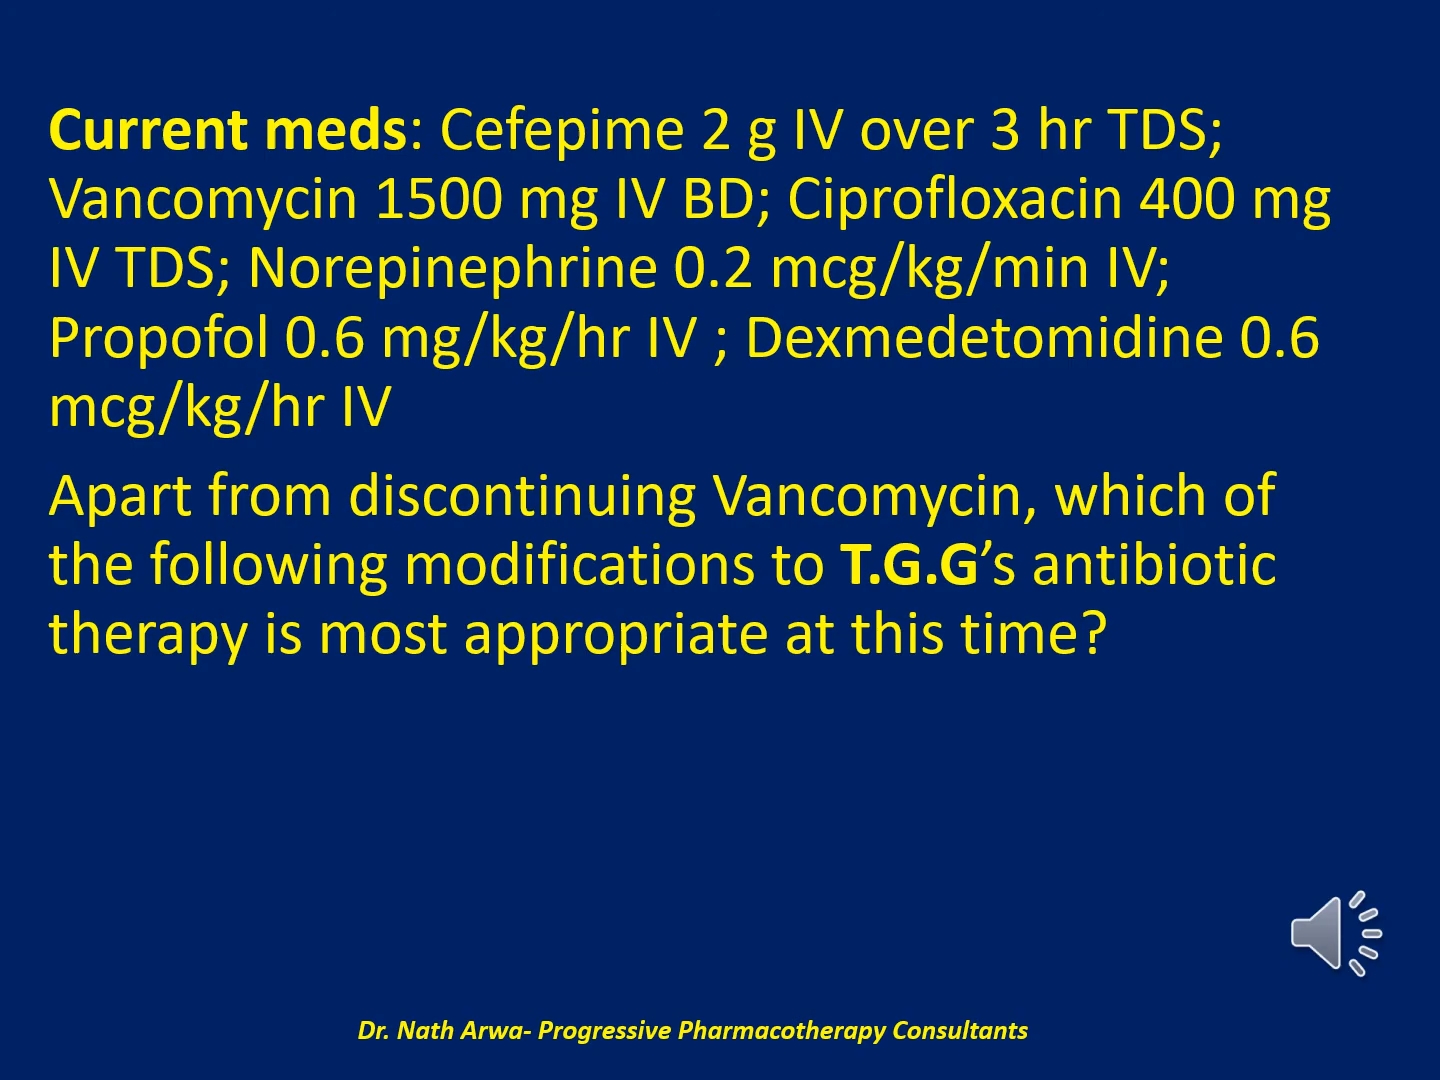 Current meds: Cefepime 2 g IV over 3 hr TDS;
Vancomycin 1500 mg IV BD; Ciprofloxacin 400 mg
IV TDS; Norepinephrine 0.2 mcg/kg/min IV;
Propofol 0.6 mg/kg/hr IV ; Dexmedetomidine 0.6
mcg/kg/hr IV
Apart from discontinuing Vancomycin, which of
the following modifications to T.G.G’s antibiotic
therapy is most appropriate at this time?
Dr. Nath Arwa- Progressive Pharmacotherapy Consultants